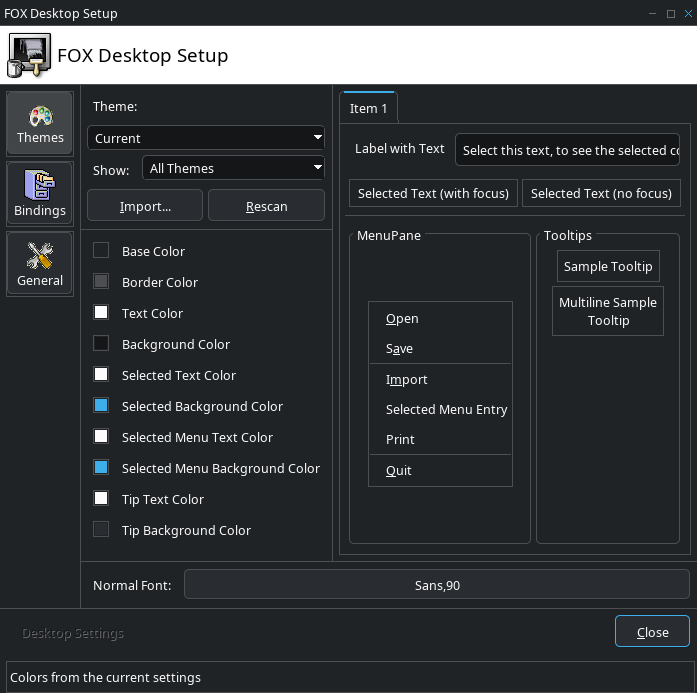 FOX Desktop Setup
FOX Desktop Setup
Themes
Bindings
General
Theme:
Current
Show:
All Themes
Import...
Rescan
Base Color
Border Color
Text Color
Background Color
Selected Text Color
Selected Background Color
Selected Menu Text Color
Selected Menu Background Color
Tip Text Color
Tip Background Color
Item 1
Label with Text
Select this text, to see the selected co
Selected Text (with focus)
Selected Text (no focus)
MenuPane
Open
Save
Import
Selected Menu Entry
Print
Quit
Tooltips
Sample Tooltip
Multiline Sample
Tooltip
Normal Font:
Sans,90
Desktop Settings
Close
Colors from the current settings